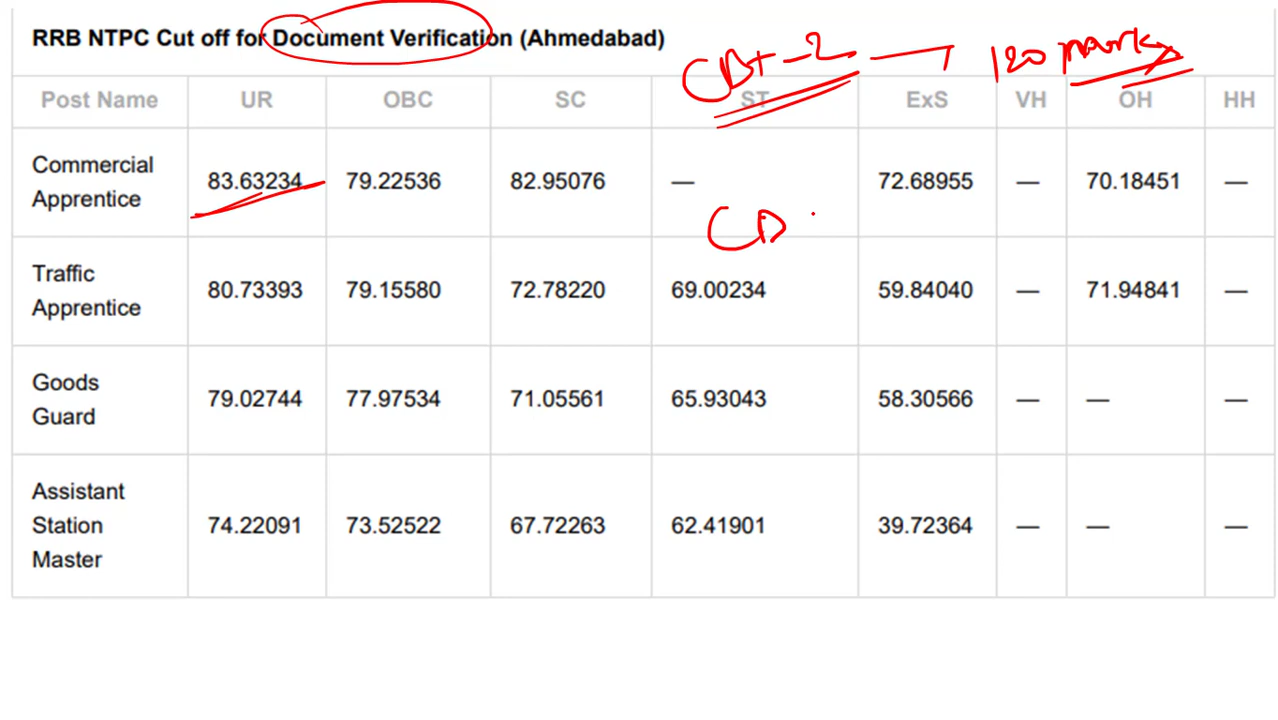 RRB NTPC Cut off for Document Verification (Ahmedabad)
CBT-2 → 120 marks
Post Name UR OBC SC ST ExS VH OH HH
Commercial Apprentice 83.63234 79.22536 82.95076 — 72.68955 — 70.18451 —
CB
Traffic Apprentice 80.73393 79.15580 72.78220 69.00234 59.84040 — 71.94841 —
Goods Guard 79.02744 77.97534 71.05561 65.93043 58.30566 — — —
Assistant Station Master 74.22091 73.52522 67.72263 62.41901 39.72364 — — —